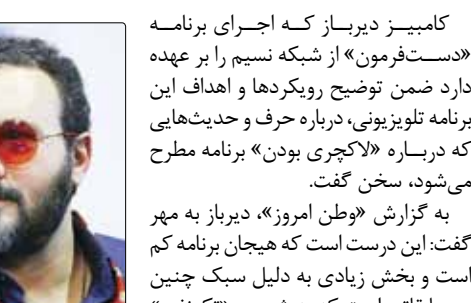 کامبیز دیرباز که اجرای برنامه
«دست‌فرمون» از شبکه نسیم را بر عهده
دارد ضمن توضیح رویکردها و اهداف این
برنامه تلویزیونی، درباره حرف و حدیث‌هایی
که درباره «لاکچری بودن» برنامه مطرح
می‌شود، سخن گفت.
به گزارش «وطن امروز»، دیرباز به مهر
گفت: این درست است که هیجان برنامه کم
است و بخش زیادی به دلیل سبک چنین